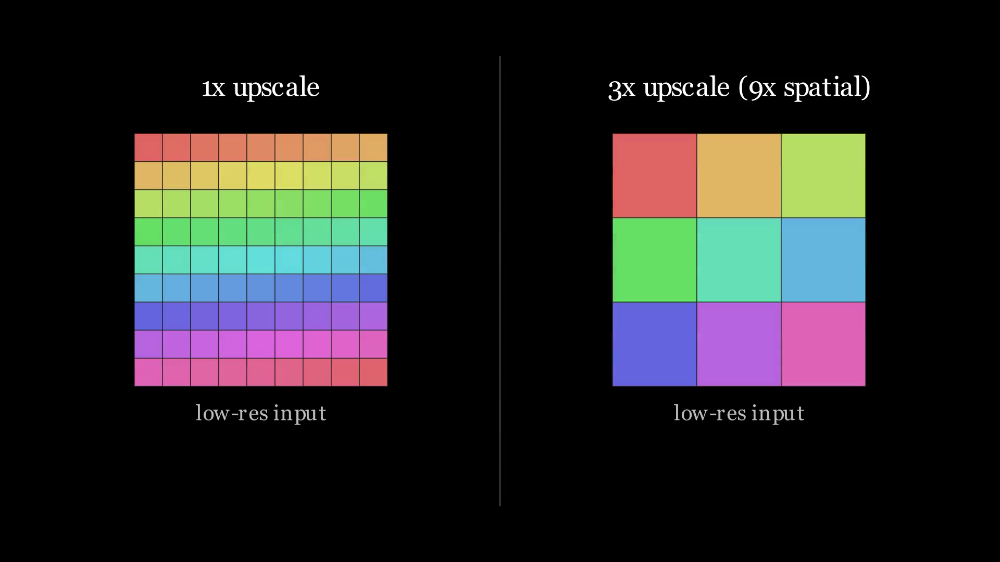 1x upscale
3x upscale (9x spatial)
low-res input
low-res input